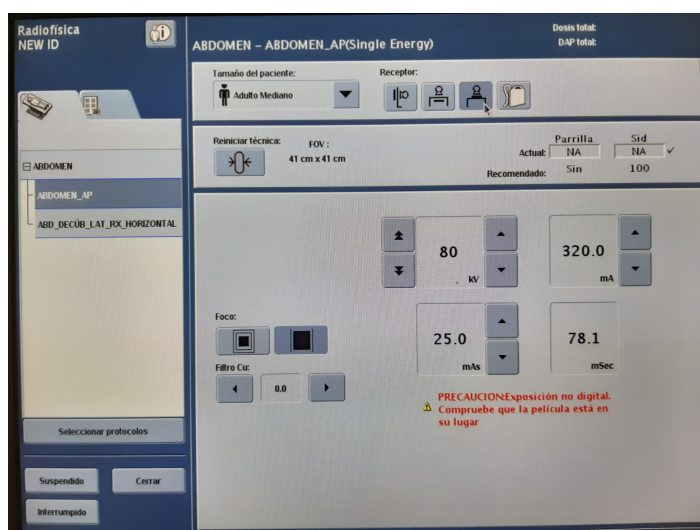 Radiofísica
NEW ID
ABDOMEN - ABDOMEN_AP(Single Energy)
Dosis total:
DAP total:
Tamaño del paciente:
Adulto Mediano
Receptor:
Reiniciar técnica:
FOV :
41 cm x 41 cm
Parrilla
Sid
Actual:
NA
NA
Recomendado:
Sin
100
ABDOMEN
ABDOMEN_AP
ABD_DECÚB_LAT_RX_HORIZONTAL
80
kV
320.0
mA
Foco:
25.0
mAs
78.1
mSec
Filtro Cu:
0.0
PRECAUCION:Exposición no digital.
Compruebe que la película está en
su lugar
Seleccionar protocolos
Suspendido
Cerrar
Interrumpido